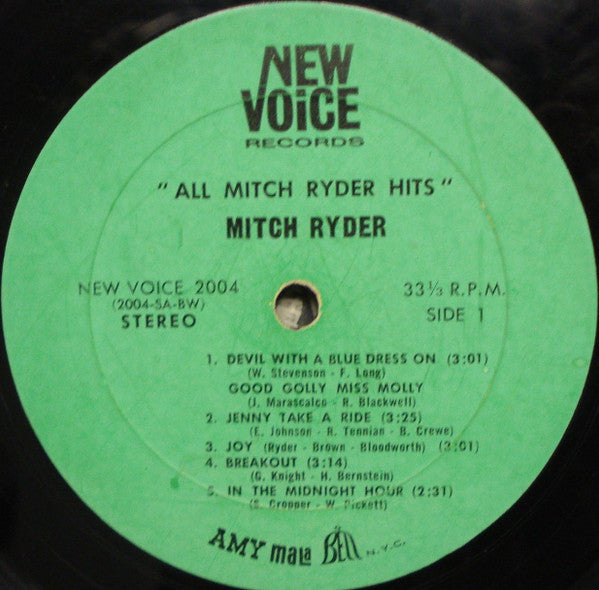 NEW
VOiCE
RECORDS
"ALL MITCH RYDER HITS"
MITCH RYDER
NEW VOICE 2004
(2004-SA-BW)
STEREO
33⅓ R.P.M.
SIDE 1
1. DEVIL WITH A BLUE DRESS ON (3:01)
(W. Stevenson - F. Long)
GOOD GOLLY MISS MOLLY
(J. Marascalco - R. Blackwell)
2. JENNY TAKE A RIDE (3:25)
(E. Johnson - R. Tennian - B. Crewe)
3. JOY (Ryder - Brown - Bloodworth) (3:01)
4. BREAKOUT (3:14)
(G. Knight - H. Bernstein)
5. IN THE MIDNIGHT HOUR (2:31)
(S. Cropper - W. Pickett)
AMY mala BELL N.Y.C.